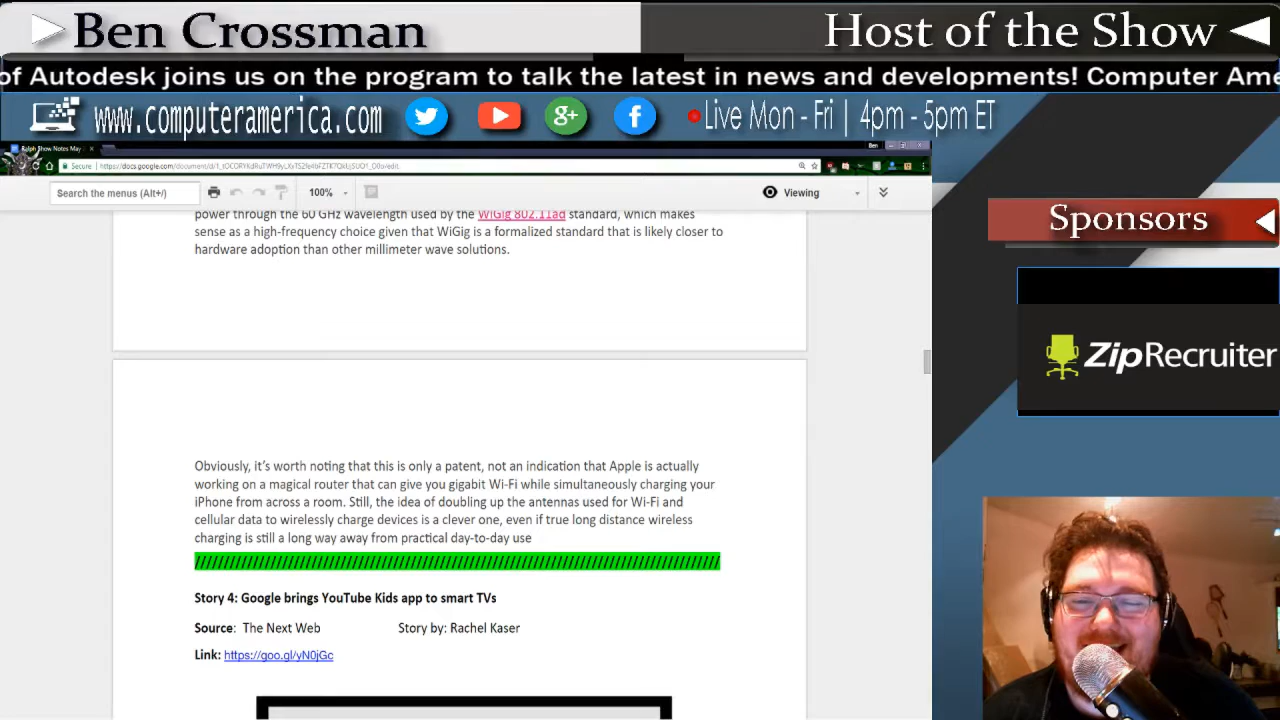 Ben Crossman
Host of the Show
of Autodesk joins us on the program to talk the latest in news and developments! Computer Ame
www.computeramerica.com
Live Mon - Fri | 4pm - 5pm ET
Ralph Show Notes May
Ben
Secure
Search the menus (Alt+/)
100%
Viewing
power through the 60 GHz wavelength used by the WiGig 802.11ad standard, which makes
sense as a high-frequency choice given that WiGig is a formalized standard that is likely closer to
hardware adoption than other millimeter wave solutions.
Obviously, it's worth noting that this is only a patent, not an indication that Apple is actually
working on a magical router that can give you gigabit Wi-Fi while simultaneously charging your
iPhone from across a room. Still, the idea of doubling up the antennas used for Wi-Fi and
cellular data to wirelessly charge devices is a clever one, even if true long distance wireless
charging is still a long way away from practical day-to-day use
Story 4: Google brings YouTube Kids app to smart TVs
Source: The Next Web Story by: Rachel Kaser
Link: https://goo.gl/yN0jGc
Sponsors
ZipRecruiter